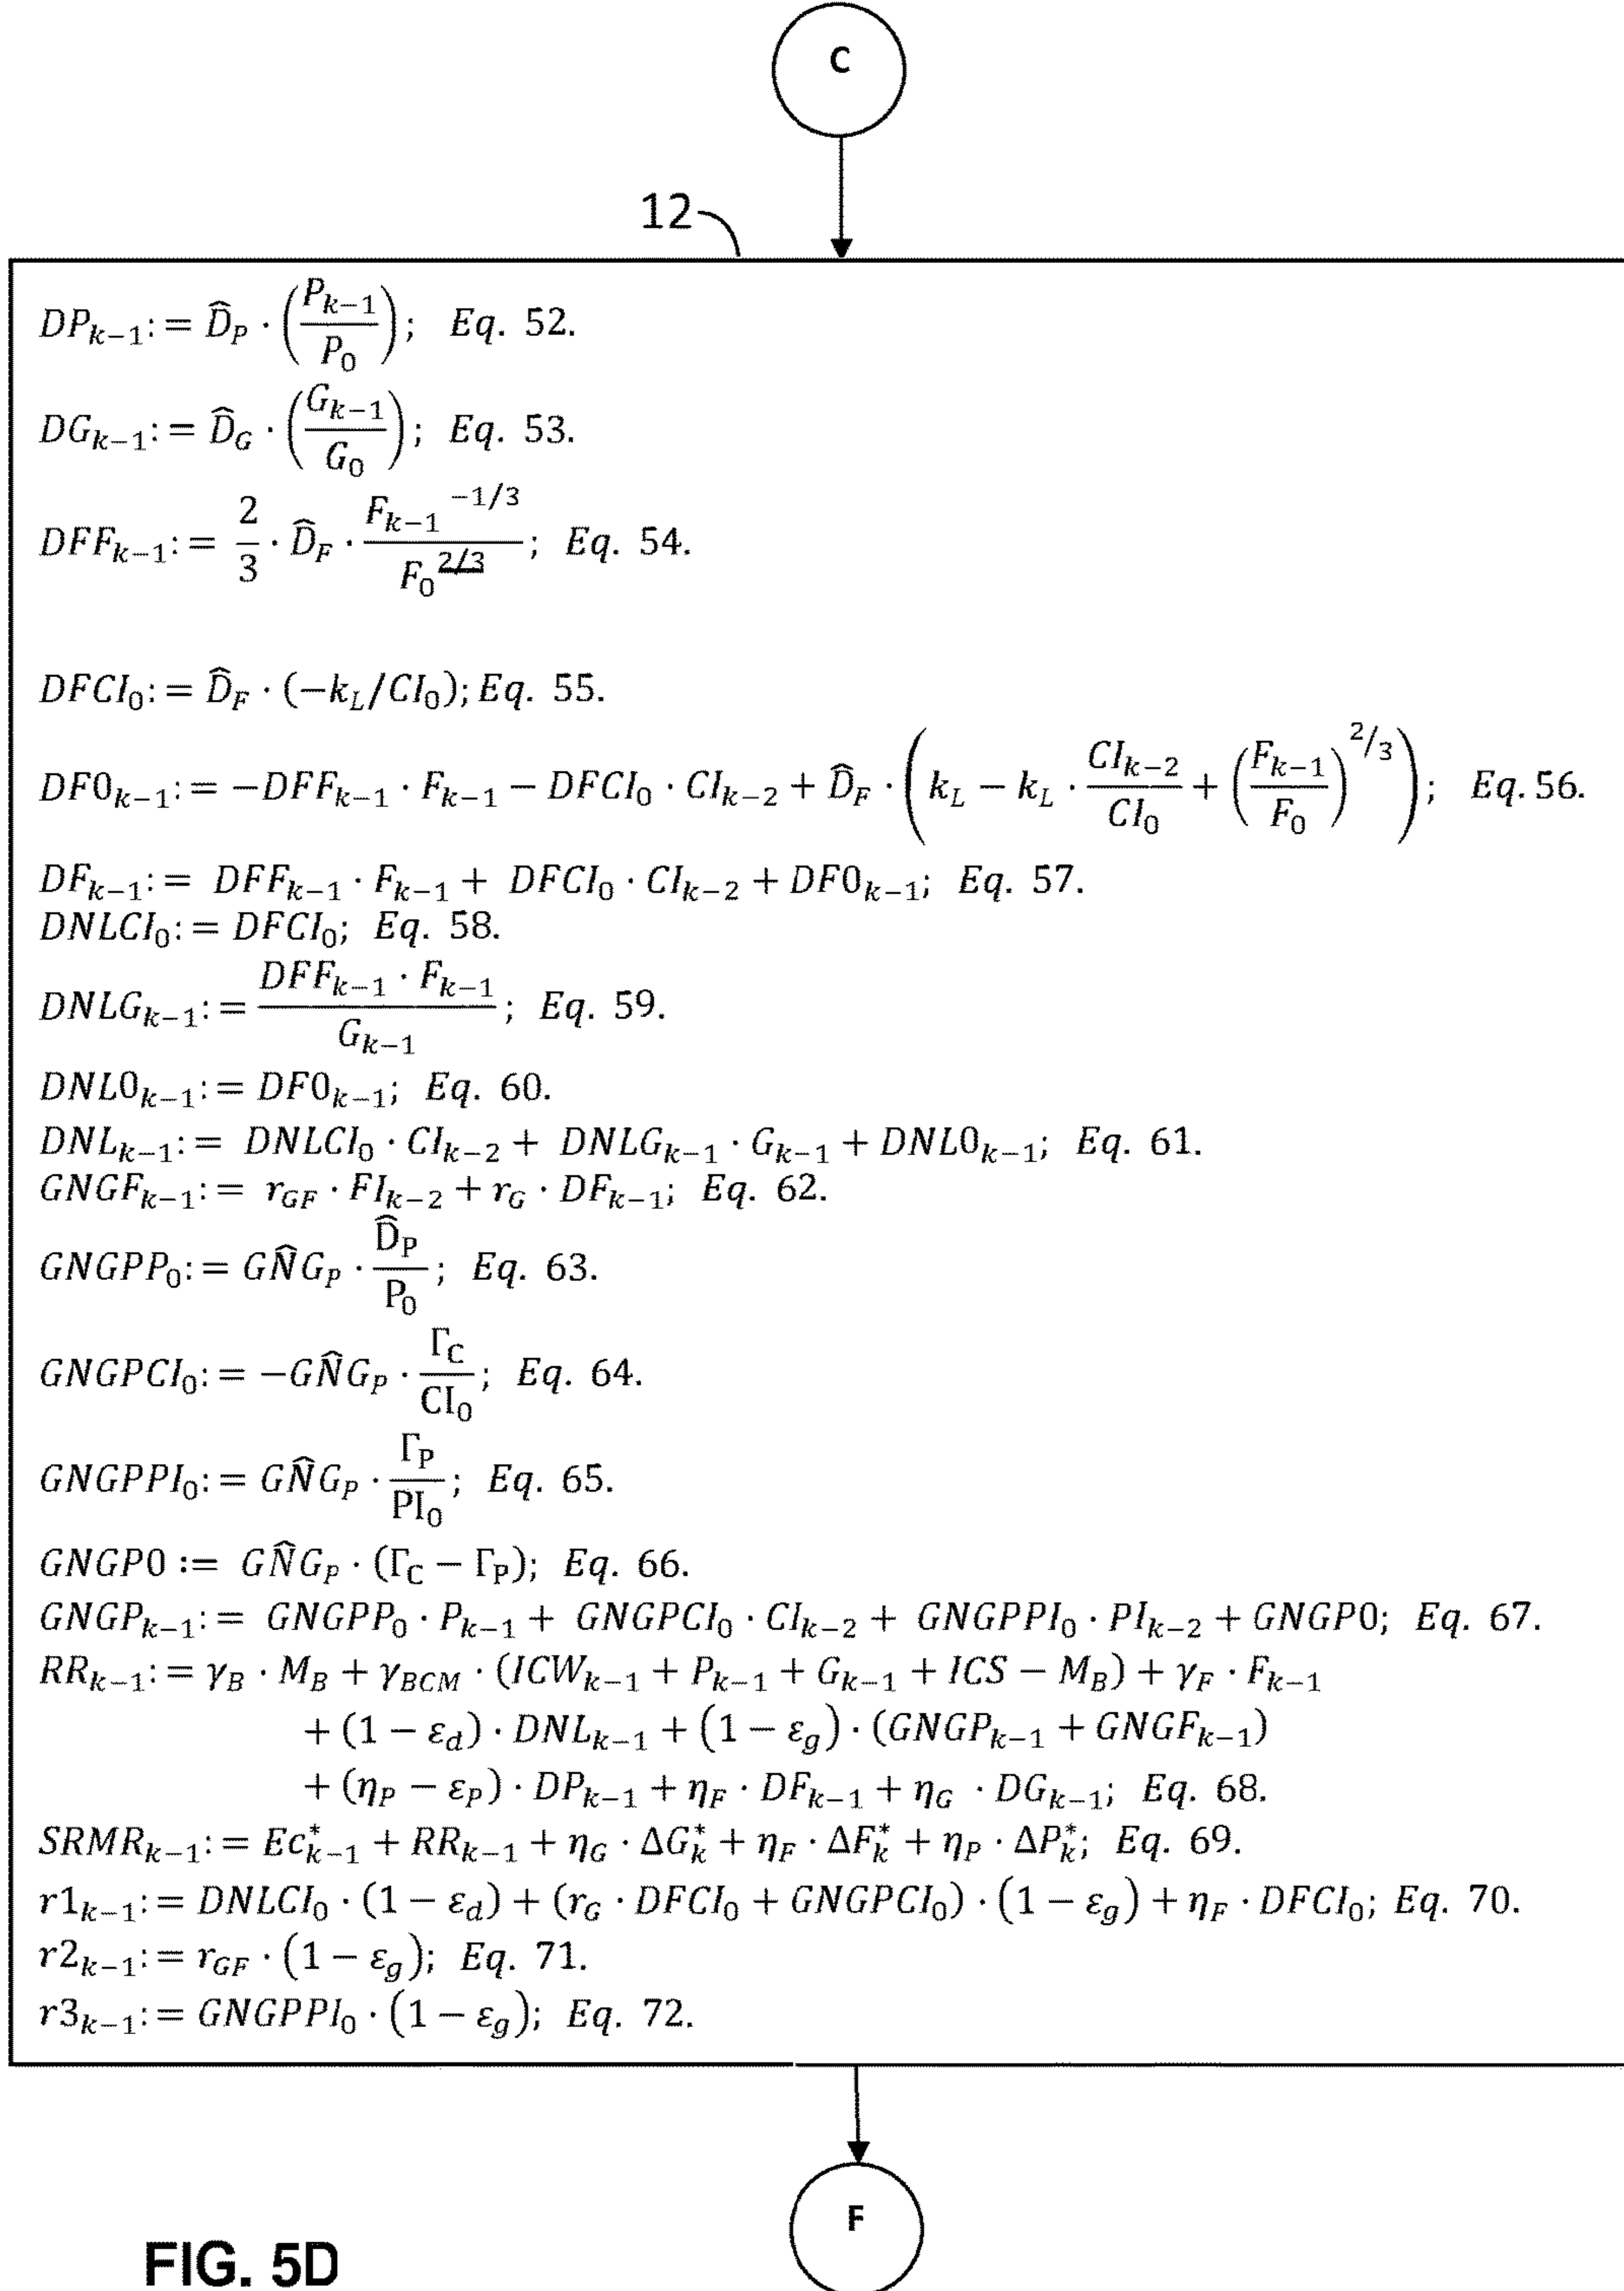 C
12
DP_{k-1}:= D̂_P · (P_{k-1}/P_0); Eq. 52.
DG_{k-1}:= D̂_G · (G_{k-1}/G_0); Eq. 53.
DFF_{k-1}:= 2/3 · D̂_F · F_{k-1}^{-1/3}/F_0^{2/3}; Eq. 54.
DFCI_0:= D̂_F · (−k_L/CI_0); Eq. 55.
DF0_{k-1}:= −DFF_{k-1} · F_{k-1} − DFCI_0 · CI_{k-2} + D̂_F · (k_L − k_L · CI_{k-2}/CI_0 + (F_{k-1}/F_0)^{2/3}); Eq. 56.
DF_{k-1}:= DFF_{k-1} · F_{k-1} + DFCI_0 · CI_{k-2} + DF0_{k-1}; Eq. 57.
DNLCI_0:= DFCI_0; Eq. 58.
DNLG_{k-1}:= DFF_{k-1} · F_{k-1}/G_{k-1}; Eq. 59.
DNL0_{k-1}:= DF0_{k-1}; Eq. 60.
DNL_{k-1}:= DNLCI_0 · CI_{k-2} + DNLG_{k-1} · G_{k-1} + DNL0_{k-1}; Eq. 61.
GNGF_{k-1}:= r_{GF} · FI_{k-2} + r_G · DF_{k-1}; Eq. 62.
GNGPP_0:= GN̂G_P · D̂_P/P_0; Eq. 63.
GNGPCI_0:= −GN̂G_P · Γ_C/CI_0; Eq. 64.
GNGPPI_0:= GN̂G_P · Γ_P/PI_0; Eq. 65.
GNGP0 := GN̂G_P · (Γ_C − Γ_P); Eq. 66.
GNGP_{k-1}:= GNGPP_0 · P_{k-1} + GNGPCI_0 · CI_{k-2} + GNGPPI_0 · PI_{k-2} + GNGP0; Eq. 67.
RR_{k-1}:= γ_B · M_B + γ_{BCM} · (ICW_{k-1} + P_{k-1} + G_{k-1} + ICS − M_B) + γ_F · F_{k-1}
+ (1 − ε_d) · DNL_{k-1} + (1 − ε_g) · (GNGP_{k-1} + GNGF_{k-1})
+ (η_P − ε_P) · DP_{k-1} + η_F · DF_{k-1} + η_G · DG_{k-1}; Eq. 68.
SRMR_{k-1}:= Ec*_{k-1} + RR_{k-1} + η_G · ΔG*_k + η_F · ΔF*_k + η_P · ΔP*_k; Eq. 69.
r1_{k-1}:= DNLCI_0 · (1 − ε_d) + (r_G · DFCI_0 + GNGPCI_0) · (1 − ε_g) + η_F · DFCI_0; Eq. 70.
r2_{k-1}:= r_{GF} · (1 − ε_g); Eq. 71.
r3_{k-1}:= GNGPPI_0 · (1 − ε_g); Eq. 72.
F
FIG. 5D